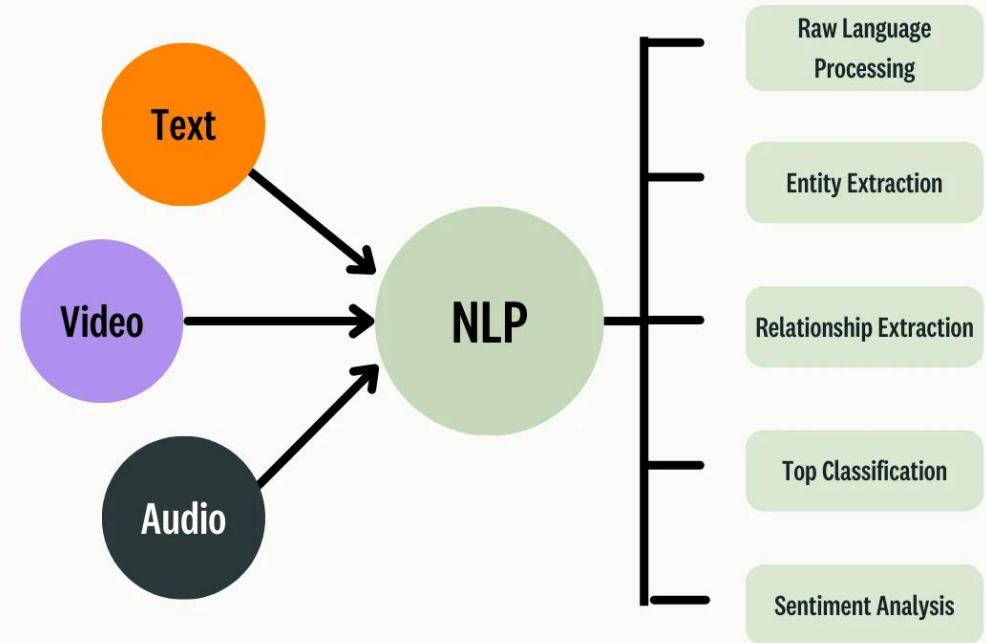 Text
Video
Audio
NLP
Raw Language
Processing
Entity Extraction
Relationship Extraction
Top Classification
Sentiment Analysis